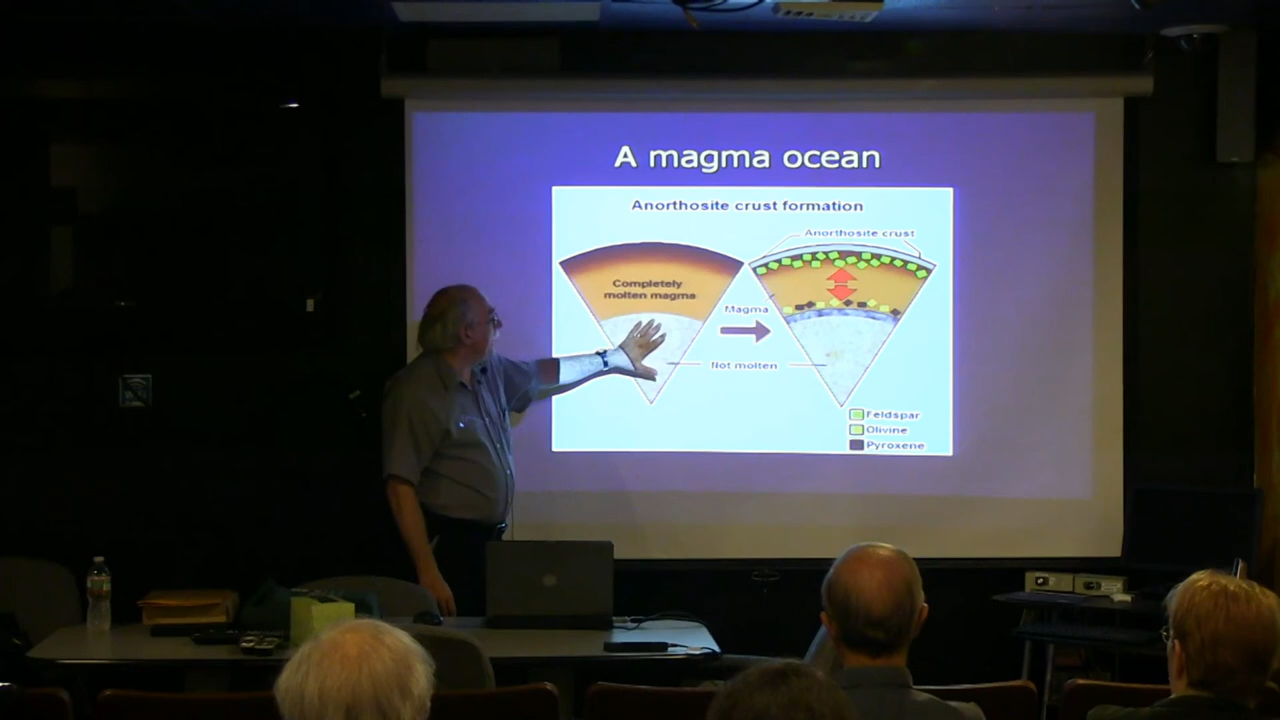 A magma ocean
Anorthosite crust formation
Anorthosite crust
Completely
molten magma
Magma
Not molten
Feldspar
Olivine
Pyroxene